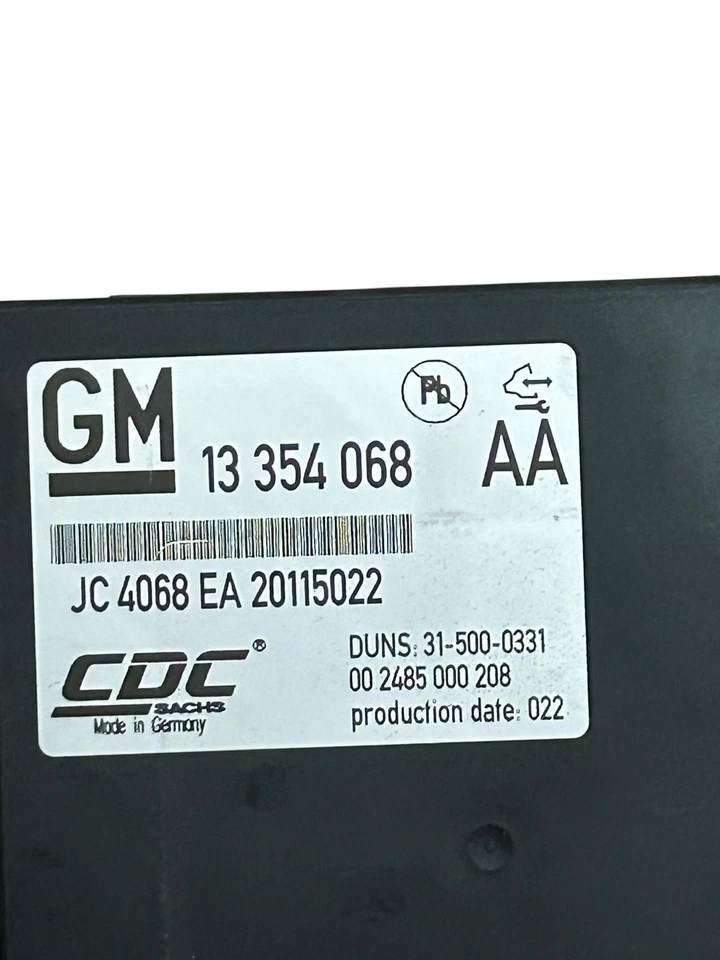 GM
Pb
13 354 068
AA
JC 4068 EA 20115022
CDC®
SACHS
Made in Germany
DUNS: 31-500-0331
00 2485 000 208
production date: 022